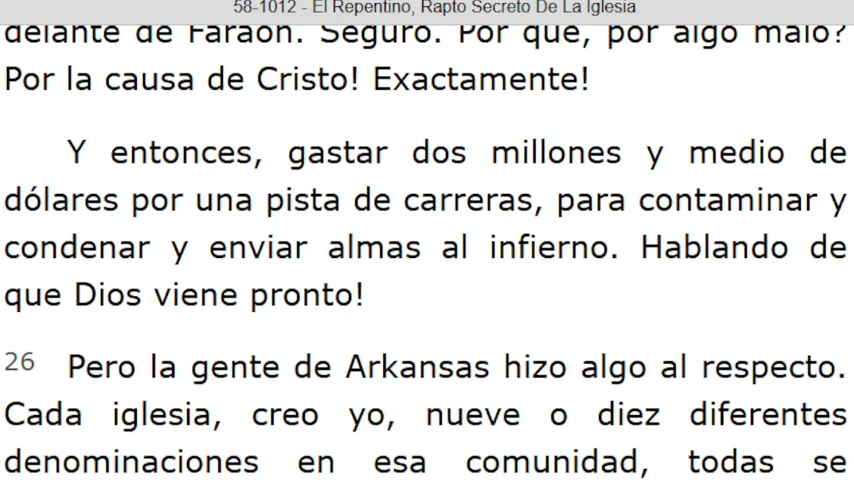 58-1012 - El Repentino, Rapto Secreto De La Iglesia
delante de Faraón. Seguro. Por qué, por algo malo?
Por la causa de Cristo! Exactamente!
Y entonces, gastar dos millones y medio de
dólares por una pista de carreras, para contaminar y
condenar y enviar almas al infierno. Hablando de
que Dios viene pronto!
26 Pero la gente de Arkansas hizo algo al respecto.
Cada iglesia, creo yo, nueve o diez diferentes
denominaciones en esa comunidad, todas se